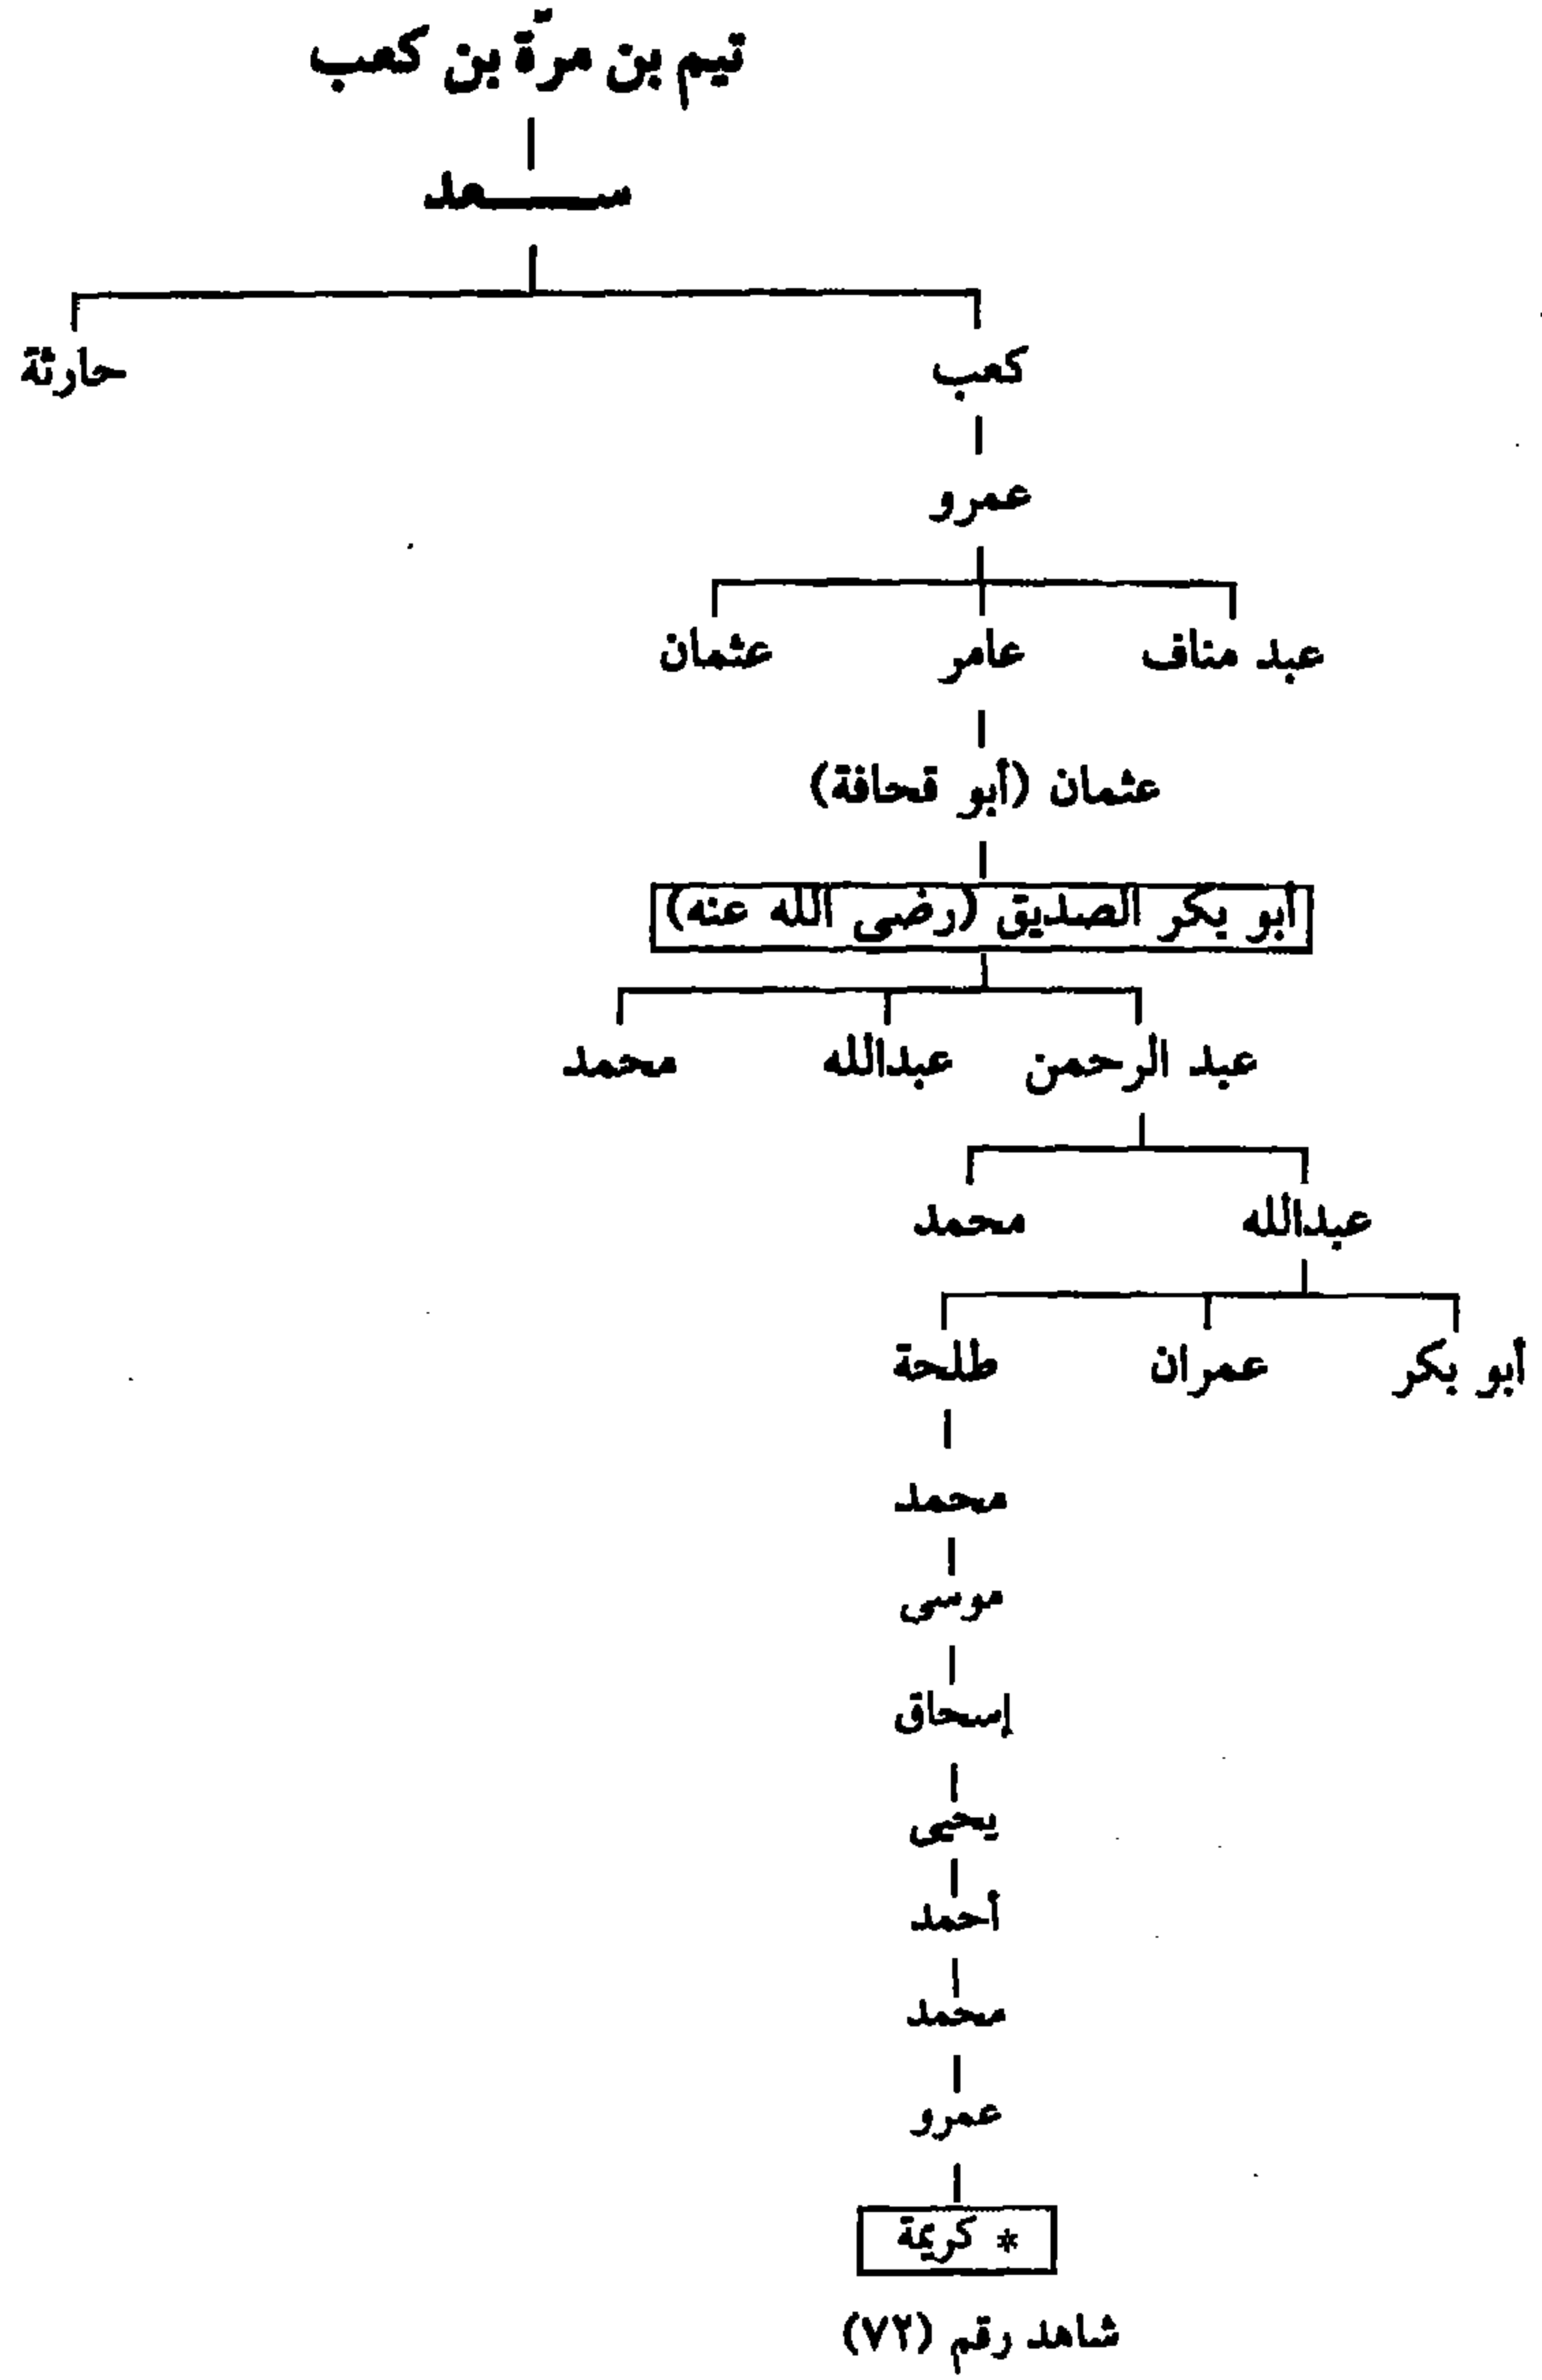 تيم بن مرّة بن كعب
سعد
كعب حارثة
عمرو
عبد مناف عامر عثمان
عثمان (أبو قحافة)
أبو بكر الصديق (رضى الله عنه)
عبد الرحمن عبدالله محمد
عبدالله محمد
أبو بكر عمران طلحة
محمد
موسى
إسحاق
يحيى
أحمد
محمد
عمرو
* كريمة
شاهد رقم (٧٢)